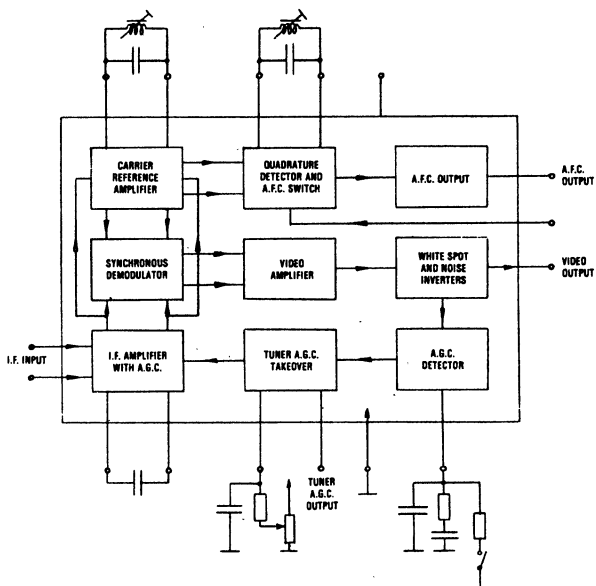 CARRIER
REFERENCE
AMPLIFIER
QUADRATURE
DETECTOR AND
A.F.C. SWITCH
A.F.C. OUTPUT
A.F.C.
OUTPUT
SYNCHRONOUS
DEMODULATOR
VIDEO
AMPLIFIER
WHITE SPOT
AND NOISE
INVERTERS
VIDEO
OUTPUT
I.F. INPUT
I.F. AMPLIFIER
WITH A.G.C.
TUNER A.G.C.
TAKEOVER
A.G.C.
DETECTOR
TUNER
A.G.C.
OUTPUT